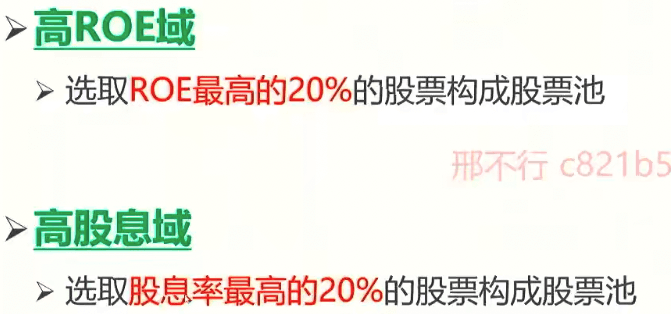 ➢ 高ROE域
➢ 选取ROE最高的20%的股票构成股票池
邢不行 c821b5
➢ 高股息域
➢ 选取股息率最高的20%的股票构成股票池